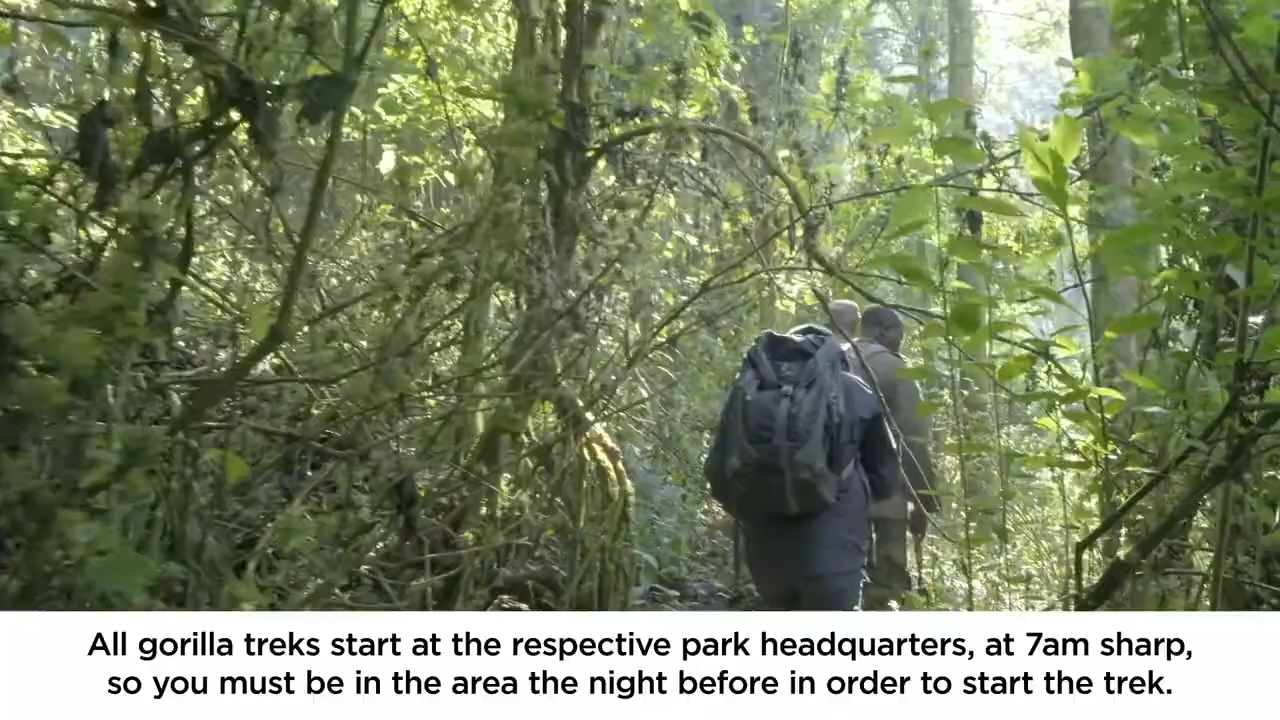 All gorilla treks start at the respective park headquarters, at 7am sharp,
so you must be in the area the night before in order to start the trek.